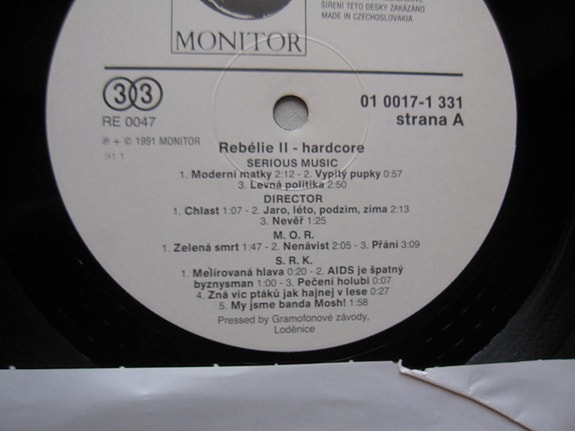 ŠÍŘENÍ TÉTO DESKY ZAKÁZÁNO
MADE IN CZECHOSLOVAKIA
MONITOR
33
RE 0047
℗ + © 1991 MONITOR
91 1
01 0017-1 331
strana A
Rebélie II - hardcore
SERIOUS MUSIC
1. Moderní matky 2:12 - 2. Vypitý pupky 0:57
3. Levná politika 2:50
DIRECTOR
1. Chlast 1:07 - 2. Jaro, léto, podzim, zima 2:13
3. Nevěř 1:25
M. O. R.
1. Zelená smrt 1:47 - 2. Nenávist 2:05 - 3. Přání 3:09
S. R. K.
1. Melírovaná hlava 0:20 - 2. AIDS je špatný
byznysman 1:00 - 3. Pečení holubi 0:07
4. Zná víc ptáků jak hajnej v lese 0:27
5. My jsme banda Mosh! 1:58
Pressed by Gramofonové závody,
Loděnice